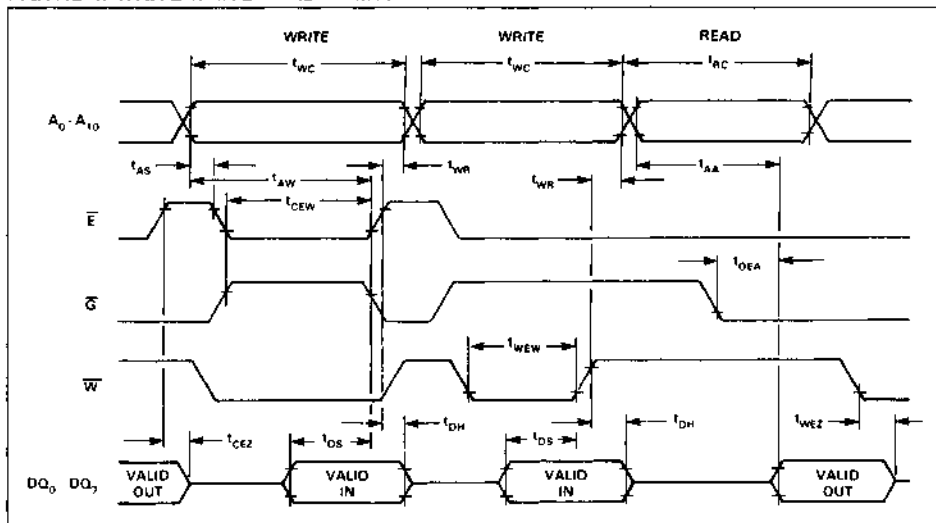 WRITE WRITE READ
tWC tWC tRC
A0 - A10
tAS tWR tWR tAA
tAW
tCEW
E
tOEA
G
tWEW
W
tCEZ tDS tDH tDS tDH tWEZ
DQ0 DQ7 VALID OUT VALID IN VALID IN VALID OUT